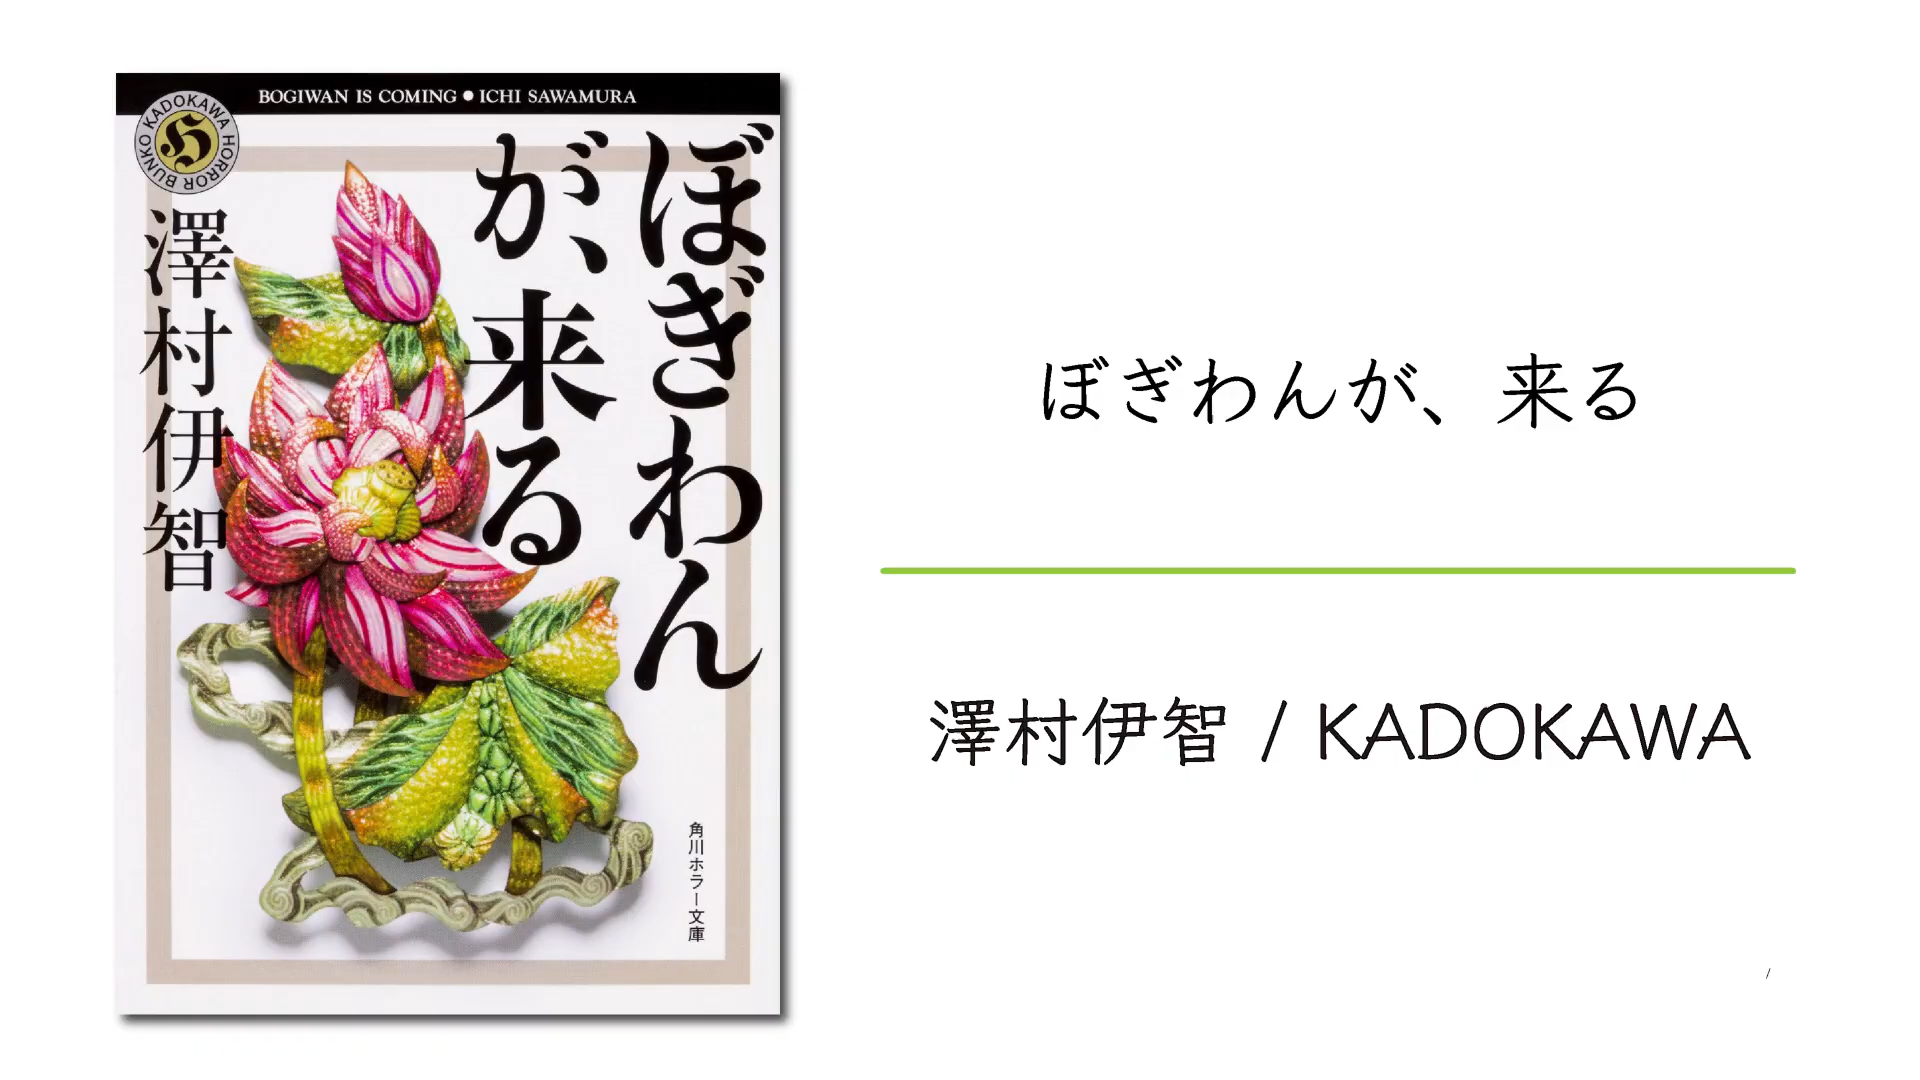 BOGIWAN IS COMING ● ICHI SAWAMURA
KADOKAWA HORROR BUNKO
H
ぼぎわん
が、来る
澤村伊智
角川ホラー文庫
ぼぎわんが、来る
澤村伊智 / KADOKAWA
/